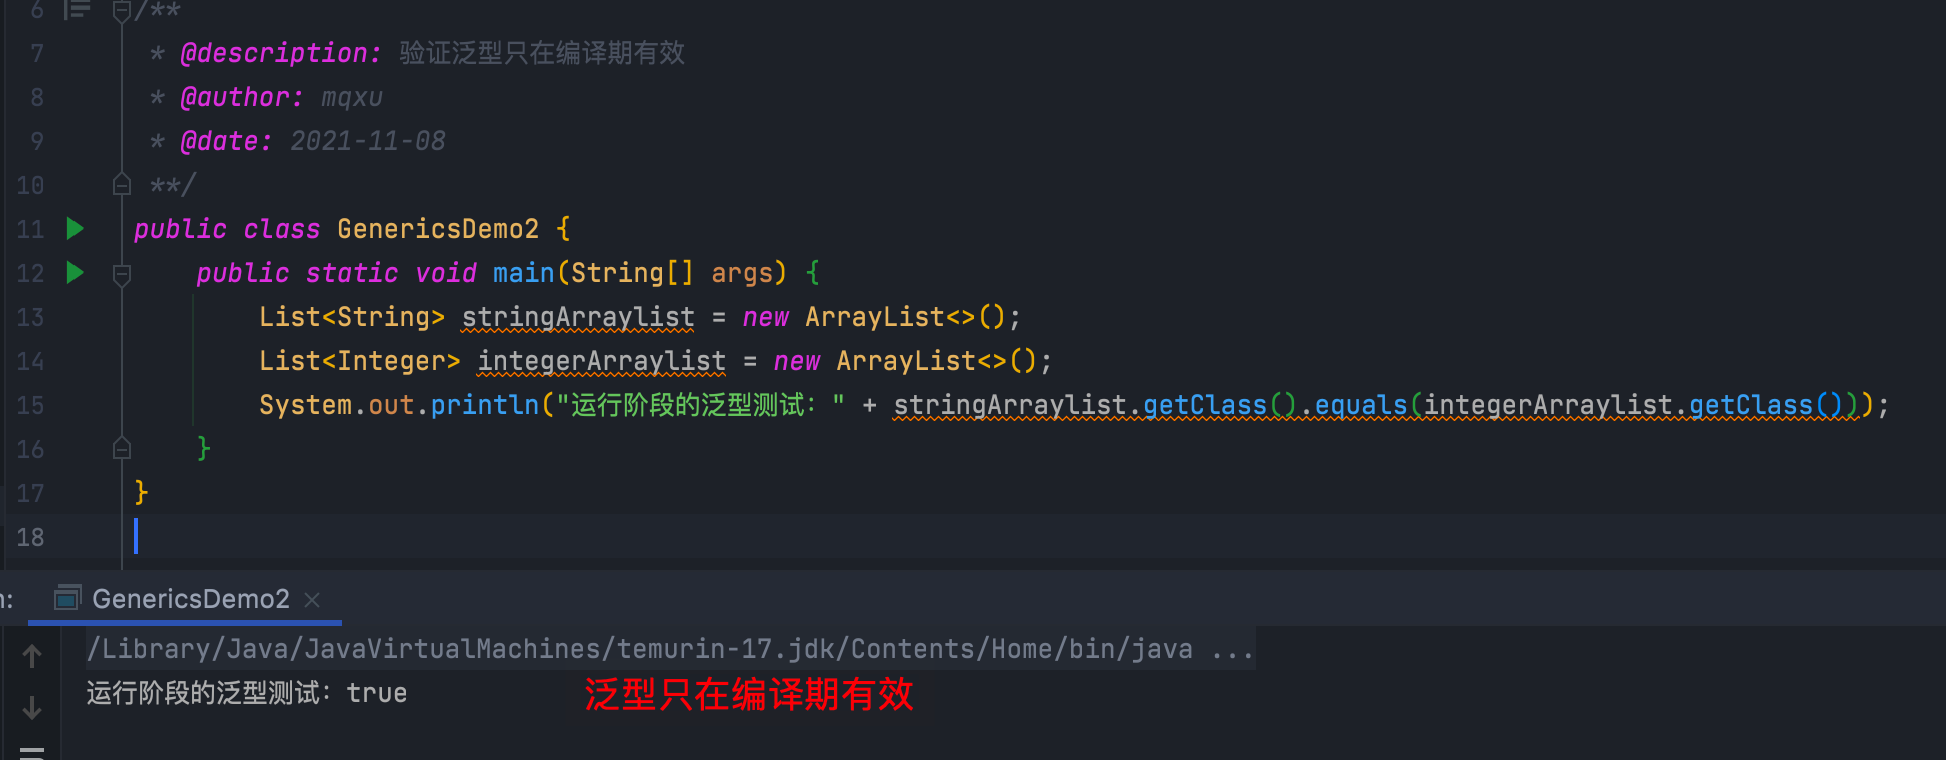 6 /**
7 * @description: 验证泛型只在编译期有效
8 * @author: mqxu
9 * @date: 2021-11-08
10 **/
11 public class GenericsDemo2 {
12 public static void main(String[] args) {
13 List<String> stringArraylist = new ArrayList<>();
14 List<Integer> integerArraylist = new ArrayList<>();
15 System.out.println("运行阶段的泛型测试：" + stringArraylist.getClass().equals(integerArraylist.getClass()));
16 }
17 }
18
GenericsDemo2 ×
/Library/Java/JavaVirtualMachines/temurin-17.jdk/Contents/Home/bin/java ...
运行阶段的泛型测试：true 泛型只在编译期有效